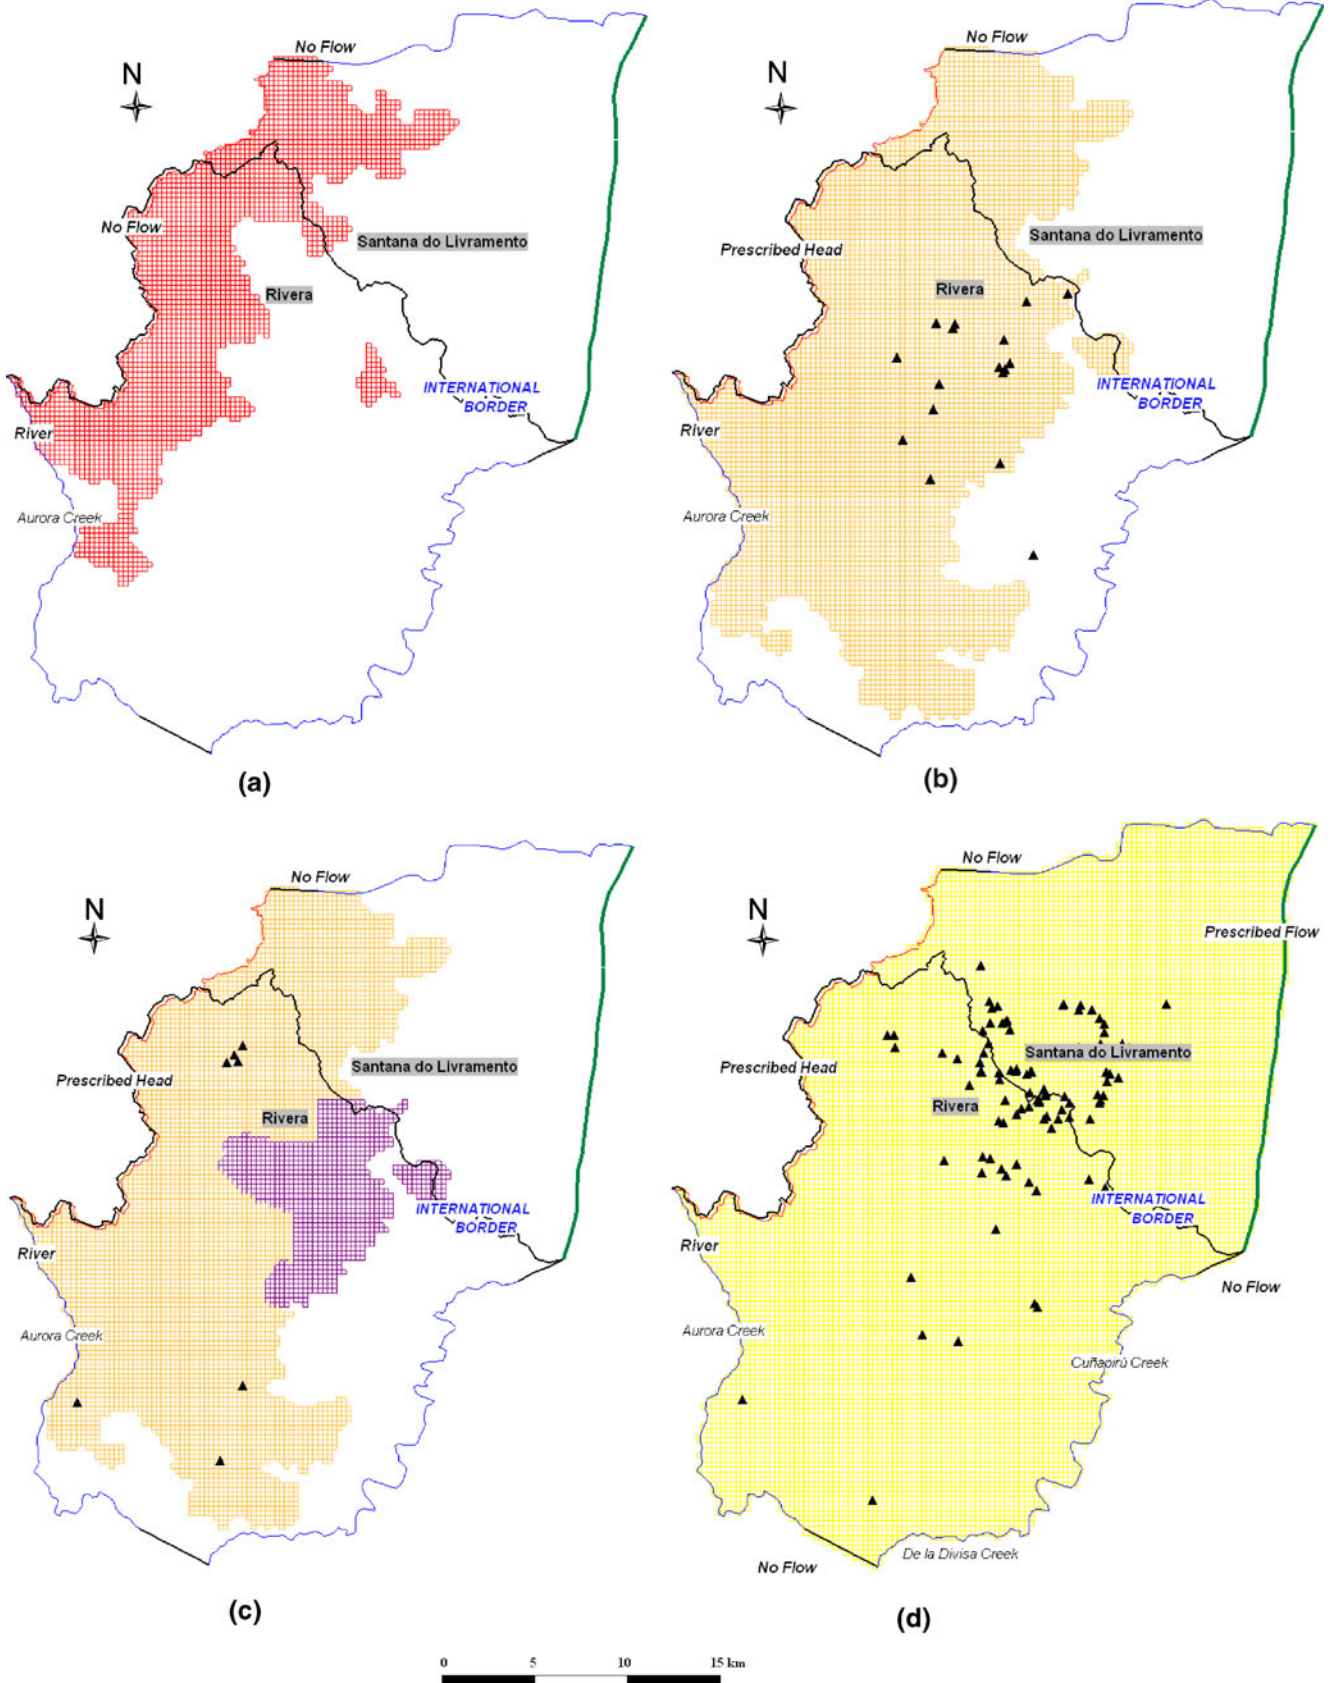 No Flow
N
No Flow
Santana do Livramento
Rivera
INTERNATIONAL
BORDER
River
Aurora Creek
(a)
No Flow
N
Prescribed Head
Santana do Livramento
Rivera
INTERNATIONAL
BORDER
River
Aurora Creek
(b)
No Flow
N
Prescribed Head
Santana do Livramento
Rivera
INTERNATIONAL
BORDER
River
Aurora Creek
(c)
No Flow
N
Prescribed Flow
Prescribed Head
Santana do Livramento
Rivera
INTERNATIONAL
BORDER
River
No Flow
Aurora Creek
Cuñapirú Creek
De la Divisa Creek
No Flow
(d)
0 5 10 15 km